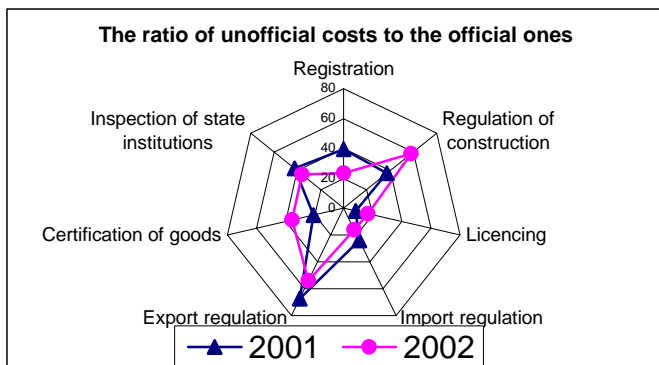 The ratio of unofficial costs to the official ones
Registration
80
60
40
20
0
Regulation of
construction
Licencing
Import regulation
Export regulation
Certification of goods
Inspection of state
institutions
2001
2002